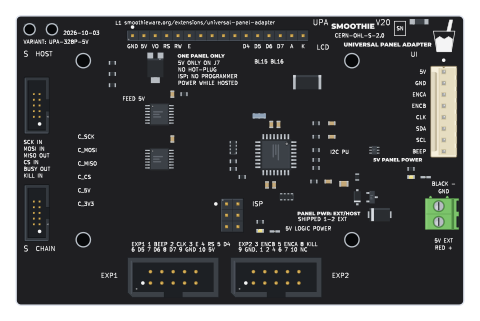 L1 smoothieware.org/extensions/universal-panel-adapter
2026-10-03
VARIANT: UPA-328P-5V
UPA
SMOOTHIE
V2O
SN
CERN-OHL-S-2.0
UNIVERSAL PANEL ADAPTER
S HOST
GND 5V VO RS RW E
D4 D5 D6 D7 A K
LCD
UI
ONE PANEL ONLY
5V ONLY ON J7
NO HOT-PLUG
ISP: NO PROGRAMMER
POWER WHILE HOSTED
BL15 BL16
5V
GND
ENCA
ENCB
CLK
SDA
SCL
BEEP
FEED 5V
SCK IN
MOSI IN
MISO OUT
CS IN
BUSY OUT
KILL IN
C_SCK
C_MOSI
C_MISO
C_CS
C_5V
C_3V3
I2C PU
5V PANEL POWER
BLACK -
GND
ISP
PANEL PWR: EXT/HOST
SHIPPED 1-2 EXT
5V LOGIC POWER
S CHAIN
5V EXT
RED +
EXP1 1 BEEP 2 CLK 3 E 4 RS 5 D4
6 D5 7 D6 8 D7 9 GND 10 5V
EXP2 3 ENCB 5 ENCA 8 KILL
9 GND, 1 2 4 6 7 10 NC
EXP1
EXP2